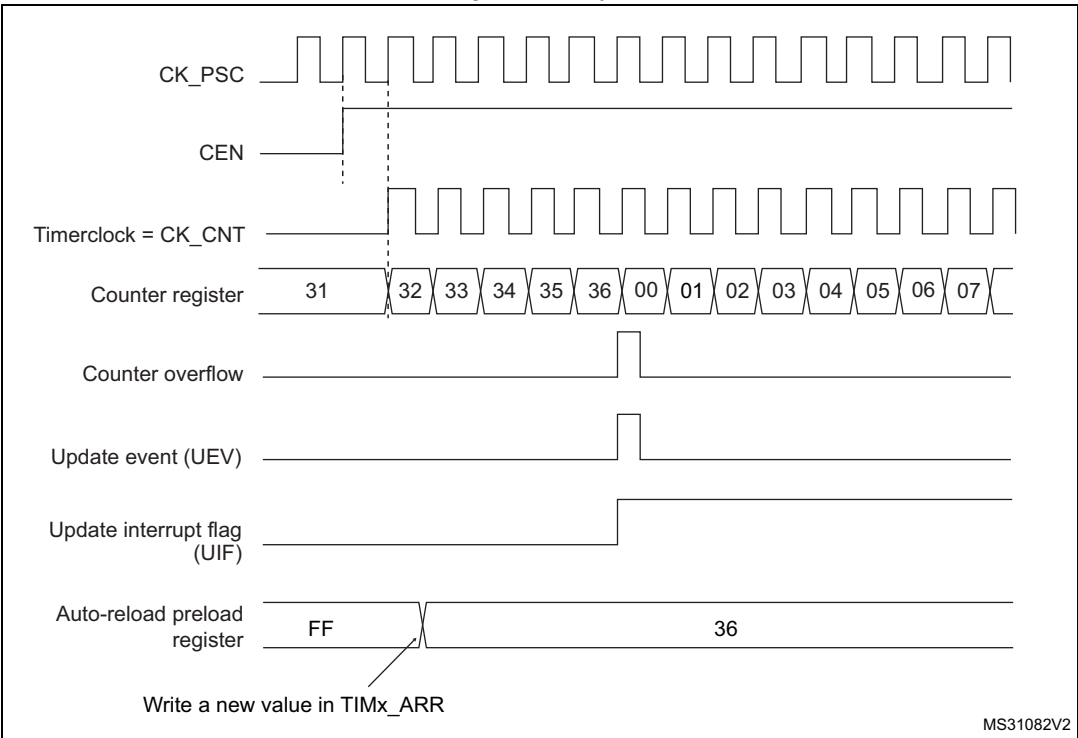 CK_PSC
CEN
Timerclock = CK_CNT
Counter register
31 32 33 34 35 36 00 01 02 03 04 05 06 07
Counter overflow
Update event (UEV)
Update interrupt flag
(UIF)
Auto-reload preload
register
FF 36
Write a new value in TIMx_ARR
MS31082V2